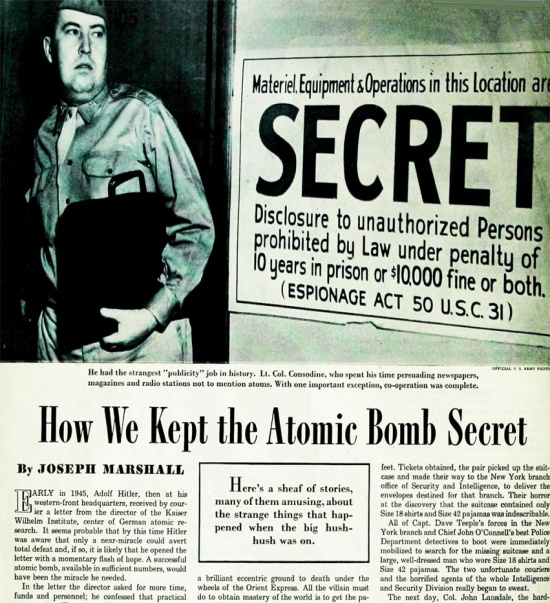 Materiel, Equipment & Operations in this Location are
SECRET
Disclosure to unauthorized Persons
prohibited by Law under penalty of
10 years in prison or $10,000 fine or both.
(ESPIONAGE ACT 50 U.S.C. 31)
OFFICIAL U S ARMY PHOTO
He had the strangest "publicity" job in history. Lt. Col. Consodine, who spent his time persuading newspapers,
magazines and radio stations not to mention atoms. With one important exception, co-operation was complete.
How We Kept the Atomic Bomb Secret
By JOSEPH MARSHALL
EARLY in 1945, Adolf Hitler, then at his
western-front headquarters, received by cour-
ier a letter from the director of the Kaiser
Wilhelm Institute, center of German atomic re-
search. It seems probable that by this time Hitler
was aware that only a near-miracle could avert
total defeat and, if so, it is likely that he opened the
letter with a momentary flash of hope. A successful
atomic bomb, available in sufficient numbers, would
have been the miracle he needed.
In the letter the director asked for more time,
funds and personnel; he confessed that practical
Here's a sheaf of stories,
many of them amusing, about
the strange things that hap-
pened when the big hush-
hush was on.
a brilliant eccentric ground to death under the
wheels of the Orient Express. All the villain must
do to obtain mastery of the world is to get the pa-
feet. Tickets obtained, the pair picked up the suit-
case and made their way to the New York branch
office of Security and Intelligence, to deliver the
envelopes destined for that branch. Their horror
at the discovery that the suitcase contained only
Size 18 shirts and Size 42 pajamas was indescribable.
All of Capt. Dave Teeple's forces in the New
York branch and Chief John O'Connell's best Police
Department detectives to boot were immediately
mobilized to search for the missing suitcase and a
large, well-dressed man who wore Size 18 shirts and
Size 42 pajamas. The two unfortunate couriers
and the horrified agents of the whole Intelligence
and Security Division really began to sweat.
The next day, Col. John Lansdale, the hard-